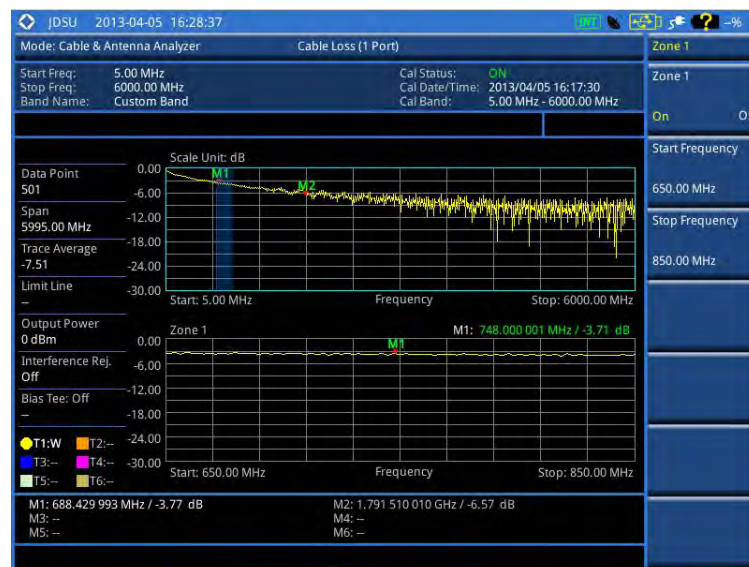 JDSU 2013-04-05 16:28:37 INT ? -%
Mode: Cable & Antenna Analyzer Cable Loss (1 Port) Zone 1
Start Freq: 5.00 MHz Cal Status: ON
Stop Freq: 6000.00 MHz Cal Date/Time: 2013/04/05 16:17:30
Band Name: Custom Band Cal Band: 5.00 MHz - 6000.00 MHz
Zone 1
On O
Start Frequency
650.00 MHz
Stop Frequency
850.00 MHz
Data Point
501
Span
5995.00 MHz
Trace Average
-7.51
Limit Line
--
Output Power
0 dBm
Interference Rej.
Off
Bias Tee: Off
--
T1:W T2:--
T3:-- T4:--
T5:-- T6:--
Scale Unit: dB
0.00
-6.00
-12.00
-18.00
-24.00
-30.00
M1
M2
Start: 5.00 MHz Frequency Stop: 6000.00 MHz
Zone 1 M1: 748.000 001 MHz / -3.71 dB
0.00
-6.00
-12.00
-18.00
-24.00
-30.00
M1
Start: 650.00 MHz Frequency Stop: 850.00 MHz
M1: 688.429 993 MHz / -3.77 dB M2: 1.791 510 010 GHz / -6.57 dB
M3: -- M4: --
M5: -- M6: --